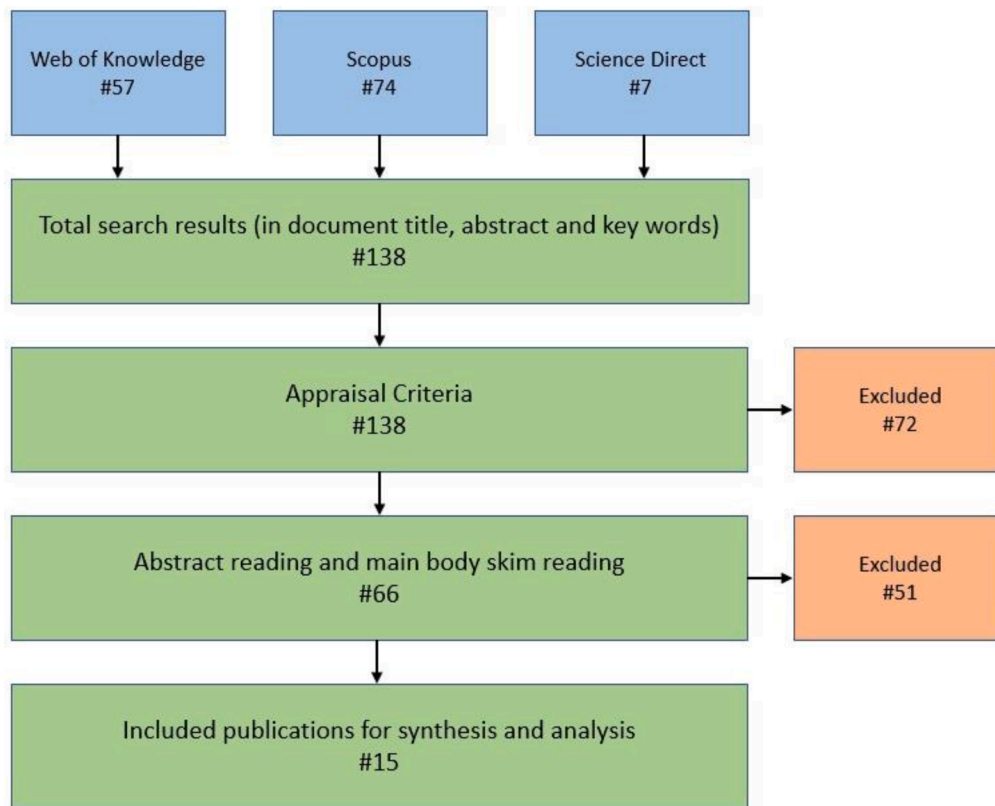 Web of Knowledge
#57
Scopus
#74
Science Direct
#7
Total search results (in document title, abstract and key words)
#138
Appraisal Criteria
#138
Excluded
#72
Abstract reading and main body skim reading
#66
Excluded
#51
Included publications for synthesis and analysis
#15